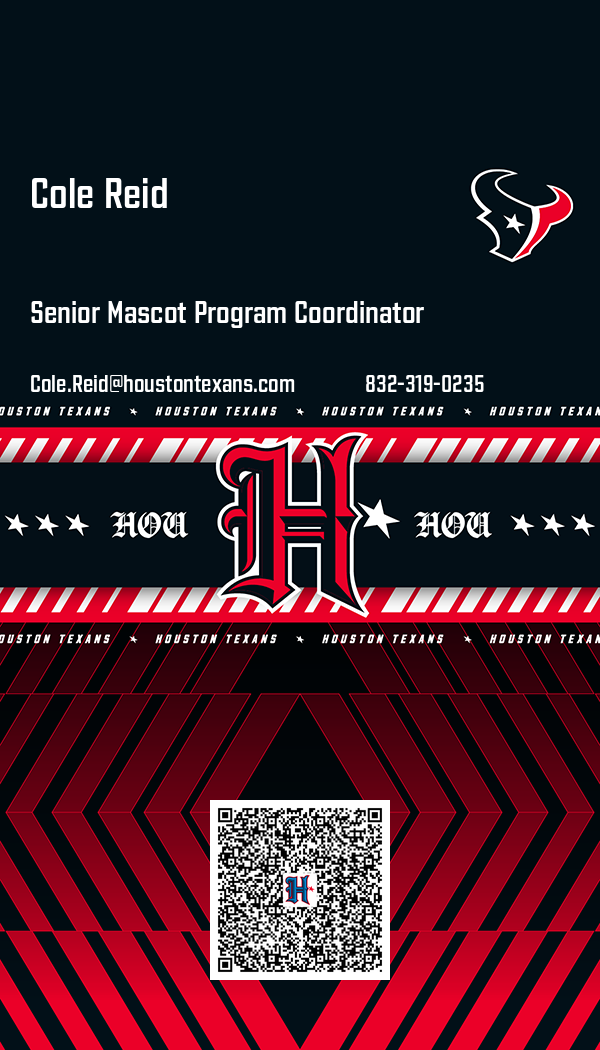 Cole Reid
Senior Mascot Program Coordinator
Cole.Reid@houstontexans.com 832-319-0235
OUSTON TEXANS HOUSTON TEXANS HOUSTON TEXANS HOUSTON TEXAN
H
HOU HOU
OUSTON TEXANS HOUSTON TEXANS HOUSTON TEXANS HOUSTON TEXAN
H